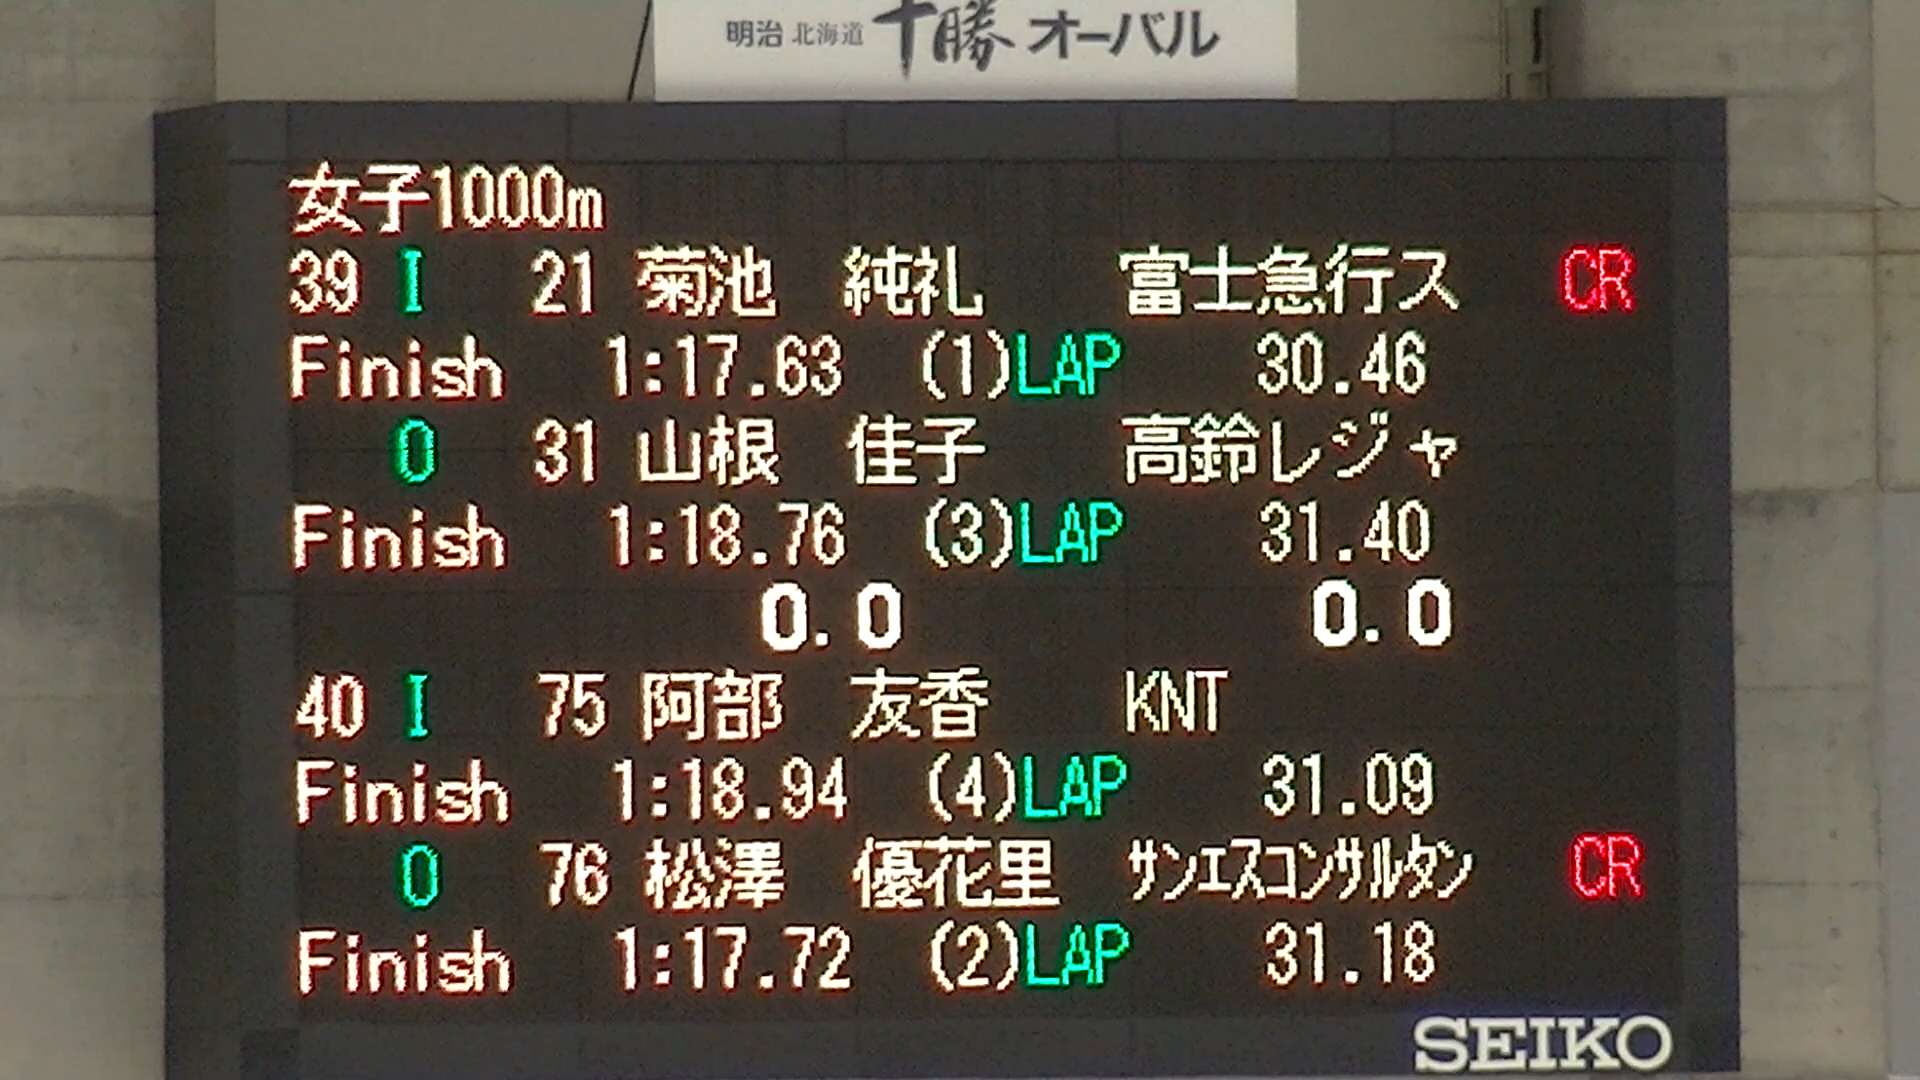 明治 北海道 十勝 オーバル
女子1000m
39 I 21 菊池 純礼 富士急行ス CR
Finish 1:17.63 (1)LAP 30.46
O 31 山根 佳子 高鈴レジャ
Finish 1:18.76 (3)LAP 31.40
0.0 0.0
40 I 75 阿部 友香 KNT
Finish 1:18.94 (4)LAP 31.09
O 76 松澤 優花里 サンエスコンサルタン CR
Finish 1:17.72 (2)LAP 31.18
SEIKO